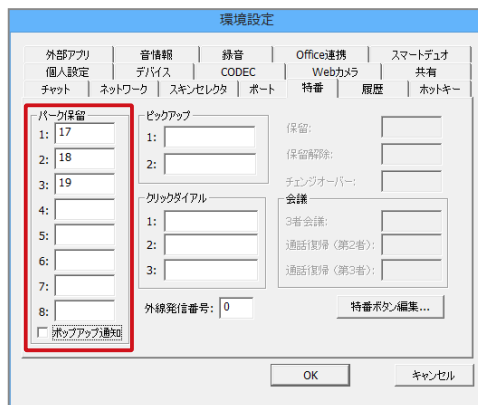 環境設定
外部アプリ 音情報 録音 Office連携 スマートデュオ
個人設定 デバイス CODEC Webカメラ 共有
チャット ネットワーク スキンセレクタ ポート 特番 履歴 ホットキー
パーク保留
1: 17
2: 18
3: 19
4:
5:
6:
7:
8:
ポップアップ通知
ピックアップ
1:
2:
クリックダイアル
1:
2:
3:
外線発信番号: 0
保留:
保留解除:
チェンジオーバー:
会議
3者会議:
通話復帰（第2者）:
通話復帰（第3者）:
特番ボタン編集...
OK キャンセル